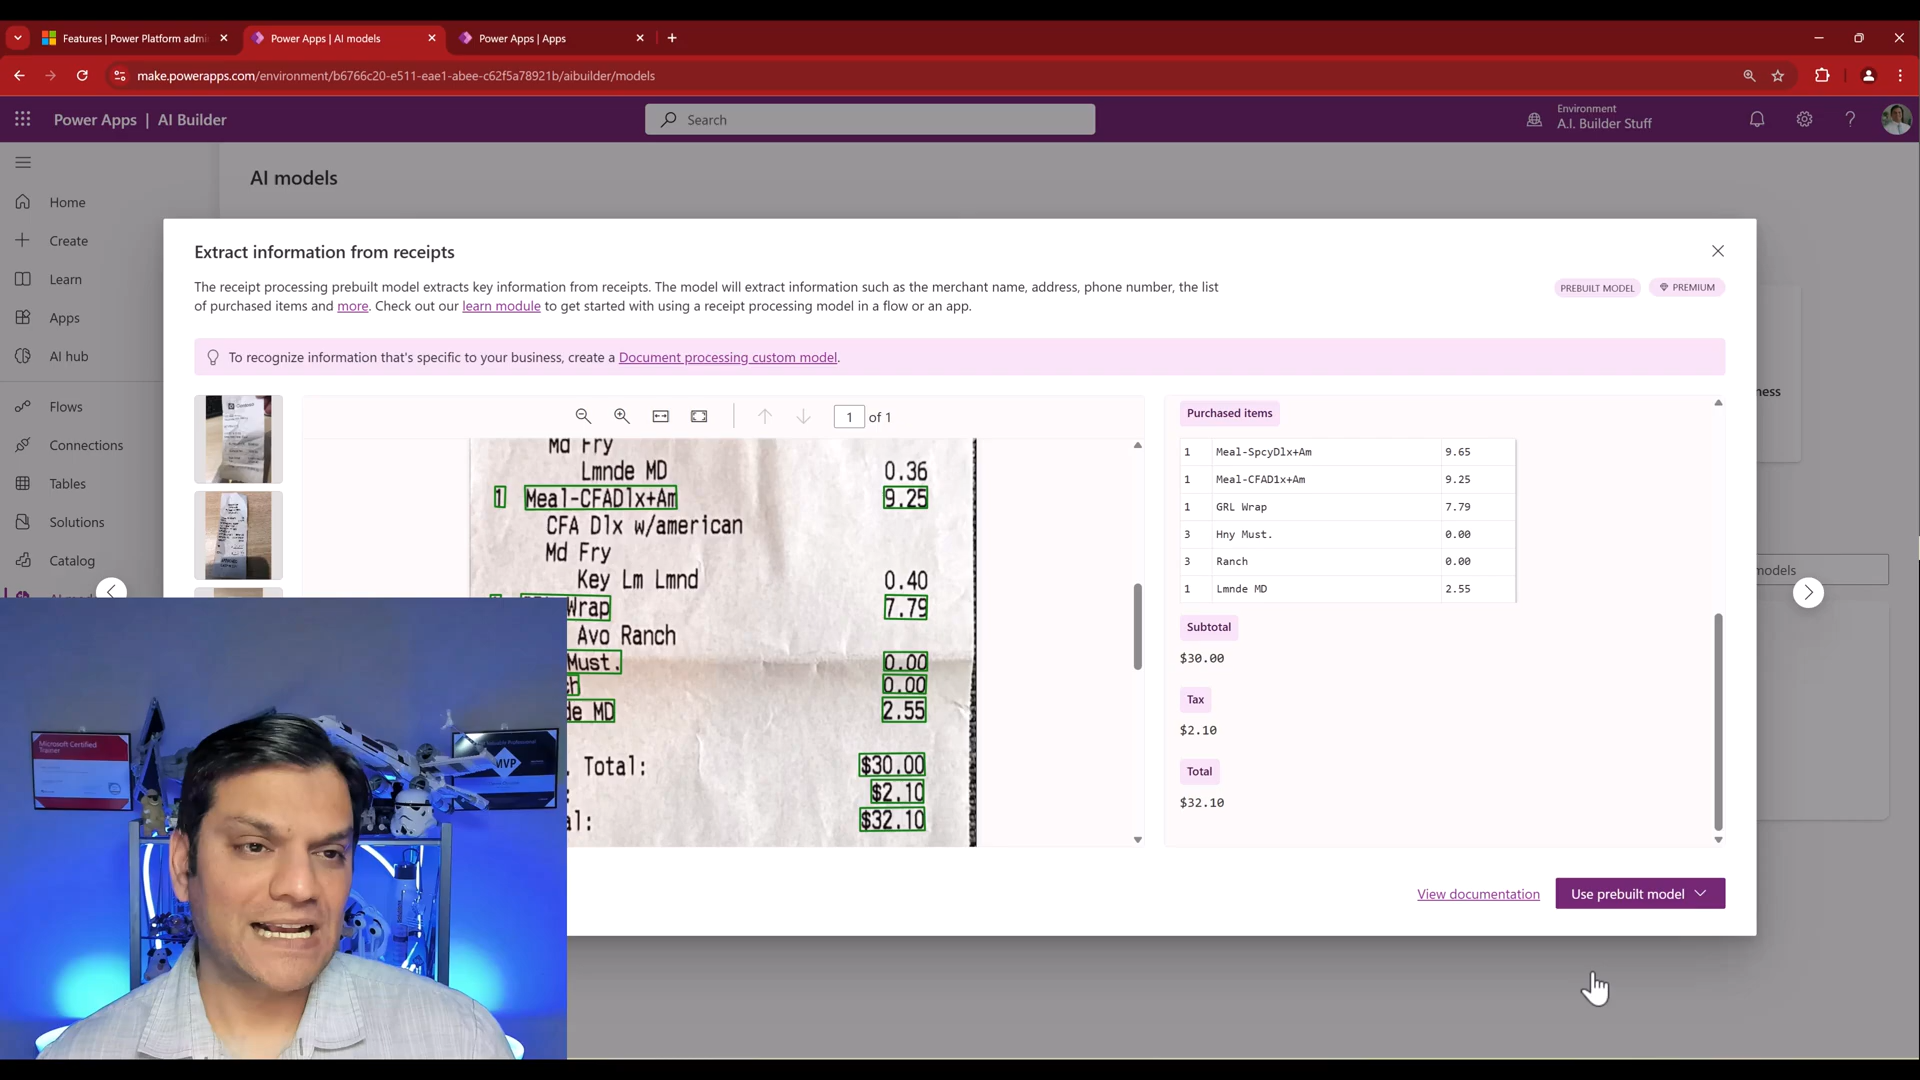 Features | Power Platform admi
Power Apps | AI models
Power Apps | Apps
make.powerapps.com/environment/b6766c20-e511-eae1-abee-c62f5a78921b/aibuilder/models
Power Apps | AI Builder
Search
Environment
A.I. Builder Stuff
AI models
Home
Create
Learn
Apps
AI hub
Flows
Connections
Tables
Solutions
Catalog
Extract information from receipts
The receipt processing prebuilt model extracts key information from receipts. The model will extract information such as the merchant name, address, phone number, the list
of purchased items and more. Check out our learn module to get started with using a receipt processing model in a flow or an app.
PREBUILT MODEL
PREMIUM
To recognize information that's specific to your business, create a Document processing custom model.
1 of 1
Md Fry
Lmnde MD 0.36
1 Meal-CFADlx+Am 9.25
CFA Dlx w/american
Md Fry
Key Lm Lmnd 0.40
Wrap 7.79
Avo Ranch
Must. 0.00
0.00
de MD 2.55
Total: $30.00
$2.10
al: $32.10
Purchased items
1 Meal-SpcyDlx+Am 9.65
1 Meal-CFAD1x+Am 9.25
1 GRL Wrap 7.79
3 Hny Must. 0.00
3 Ranch 0.00
1 Lmnde MD 2.55
Subtotal
$30.00
Tax
$2.10
Total
$32.10
ness
models
View documentation
Use prebuilt model
Microsoft Certified
Trainer
MVP